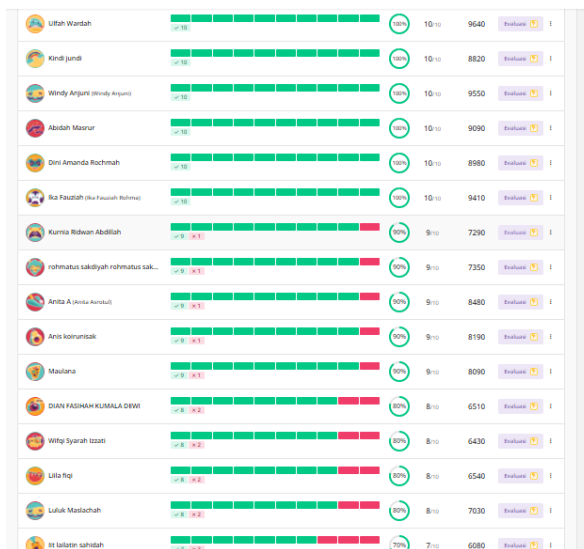 Ulfah Wardah 100% 10/10 9640 Evaluasi
✓ 10
Kindi jundi 100% 10/10 8820 Evaluasi
✓ 10
Windy Anjuni (Windy Anjuni) 100% 10/10 9550 Evaluasi
✓ 10
Abidah Masrur 100% 10/10 9090 Evaluasi
✓ 10
Dini Amanda Rochmah 100% 10/10 8980 Evaluasi
✓ 10
Ika Fauziah (Ika Fauziah Rohma) 100% 10/10 9410 Evaluasi
✓ 10
Kurnia Ridwan Abdillah 90% 9/10 7290 Evaluasi
✓ 9 × 1
rohmatus sakdiyah rohmatus sak... 90% 9/10 7350 Evaluasi
✓ 9 × 1
Anita A (Anita Asrotul) 90% 9/10 8480 Evaluasi
✓ 9 × 1
Anis koirunisak 90% 9/10 8190 Evaluasi
✓ 9 × 1
Maulana 90% 9/10 8090 Evaluasi
✓ 9 × 1
DIAN FASIHAH KUMALA DEWI 80% 8/10 6510 Evaluasi
✓ 8 × 2
Wifqi Syarah Izzati 80% 8/10 6430 Evaluasi
✓ 8 × 2
Liila fiqi 80% 8/10 6540 Evaluasi
✓ 8 × 2
Luluk Maslachah 80% 8/10 7030 Evaluasi
✓ 8 × 2
lit lailatin sahidah 70% 7/10 6080 Evaluasi